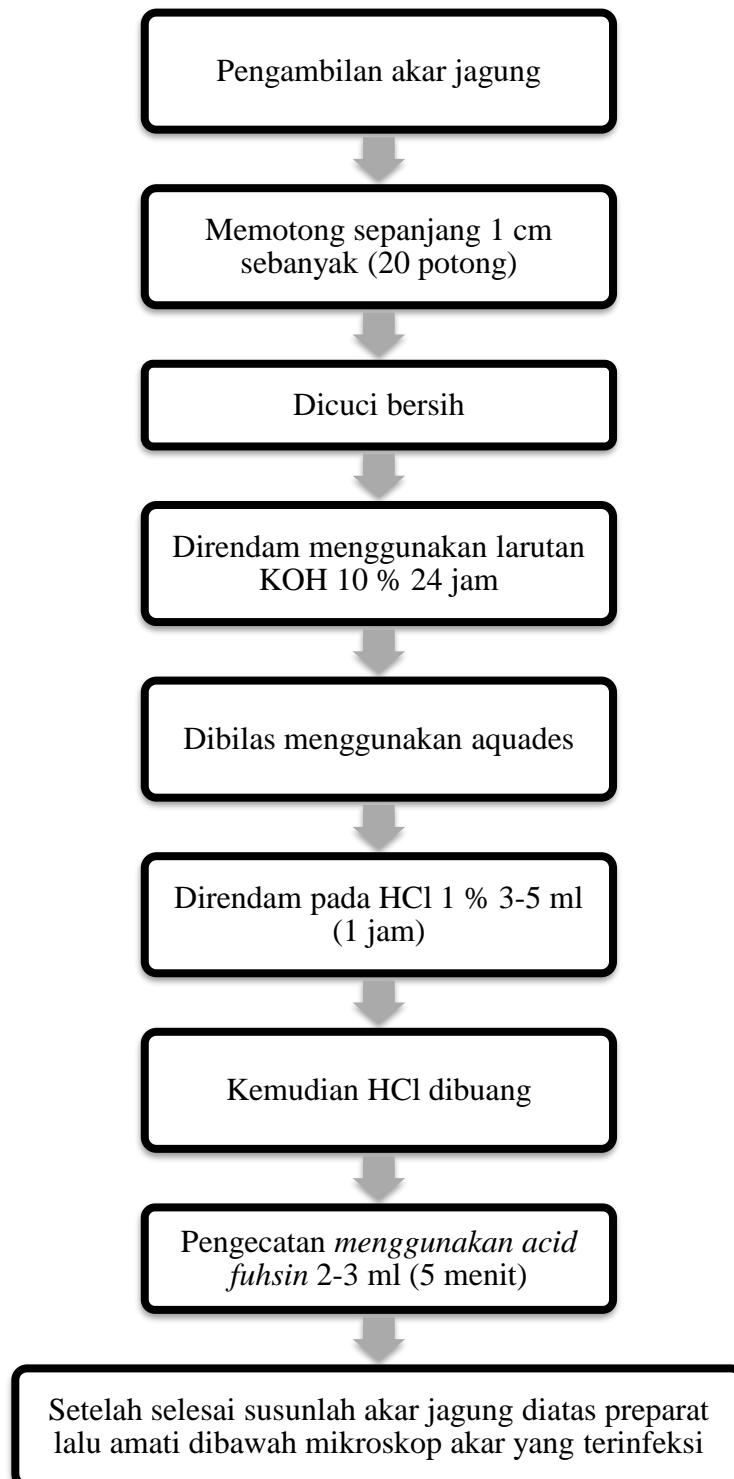 Pengambilan akar jagung
Memotong sepanjang 1 cm
sebanyak (20 potong)
Dicuci bersih
Direndam menggunakan larutan
KOH 10 % 24 jam
Dibilas menggunakan aquades
Direndam pada HCl 1 % 3-5 ml
(1 jam)
Kemudian HCl dibuang
Pengecatan menggunakan acid
fuhsin 2-3 ml (5 menit)
Setelah selesai susunlah akar jagung diatas preparat
lalu amati dibawah mikroskop akar yang terinfeksi